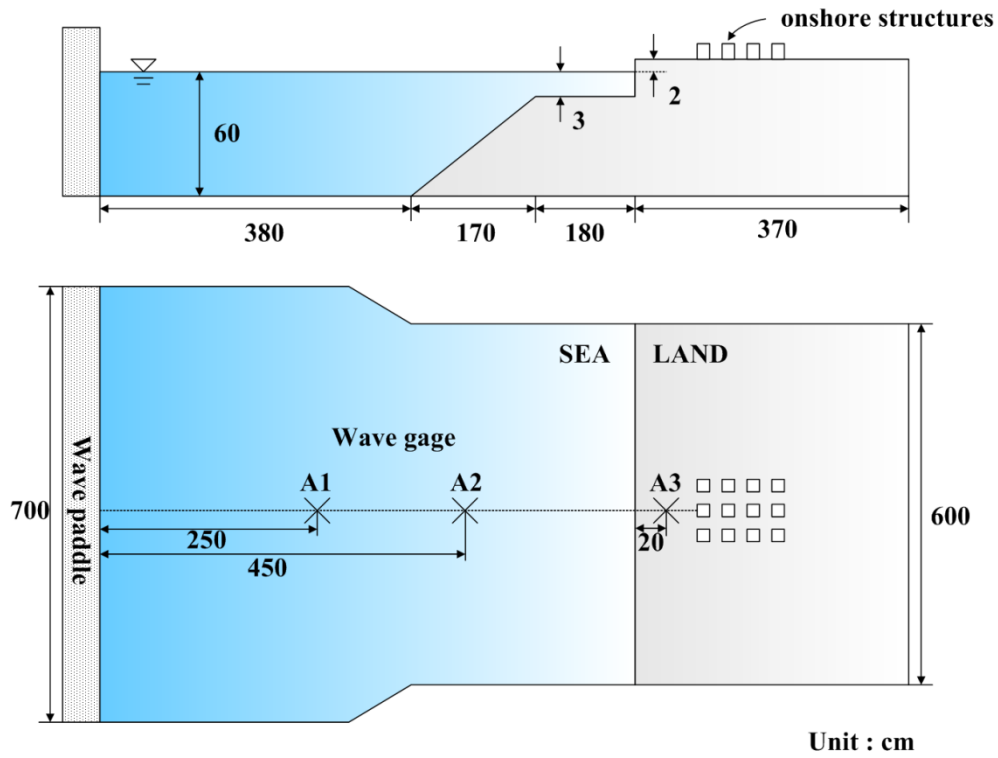 onshore structures
2
3
60
380
170
180
370
SEA
LAND
Wave gage
Wave paddle
A1
A2
A3
700
250
20
600
450
Unit : cm